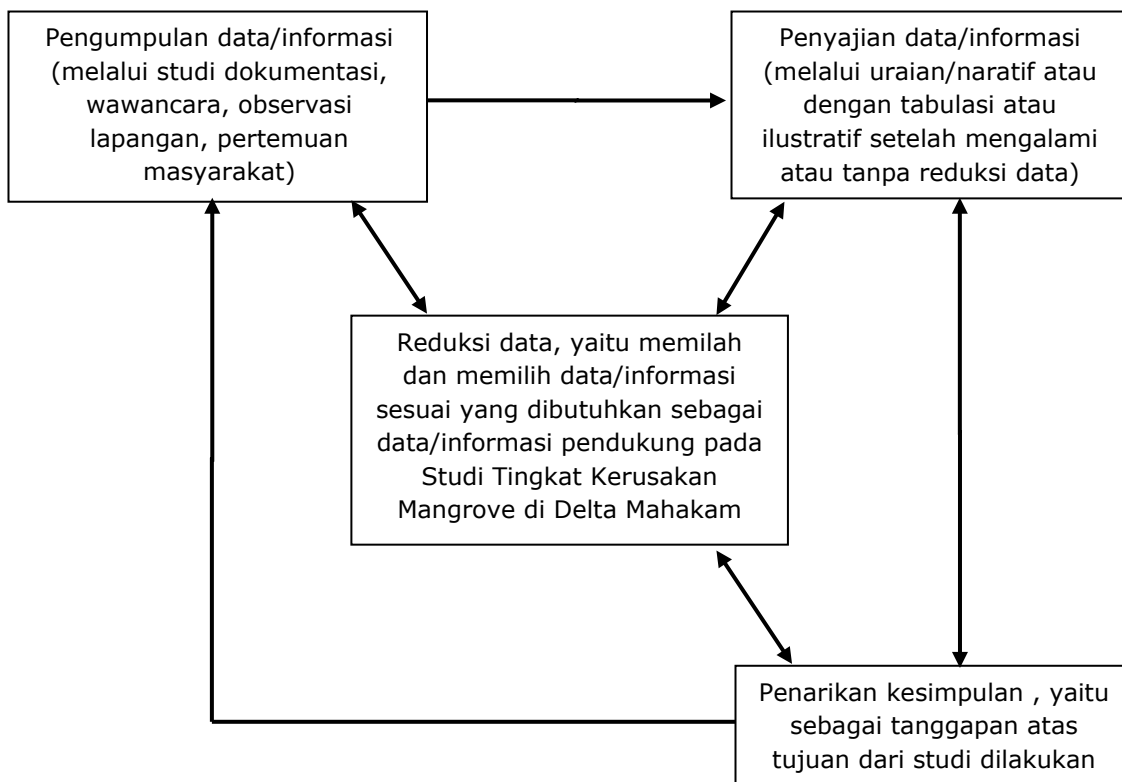 Pengumpulan data/informasi
(melalui studi dokumentasi,
wawancara, observasi
lapangan, pertemuan
masyarakat)
Penyajian data/informasi
(melalui uraian/naratif atau
dengan tabulasi atau
ilustratif setelah mengalami
atau tanpa reduksi data)
Reduksi data, yaitu memilah
dan memilih data/informasi
sesuai yang dibutuhkan sebagai
data/informasi pendukung pada
Studi Tingkat Kerusakan
Mangrove di Delta Mahakam
Penarikan kesimpulan , yaitu
sebagai tanggapan atas
tujuan dari studi dilakukan